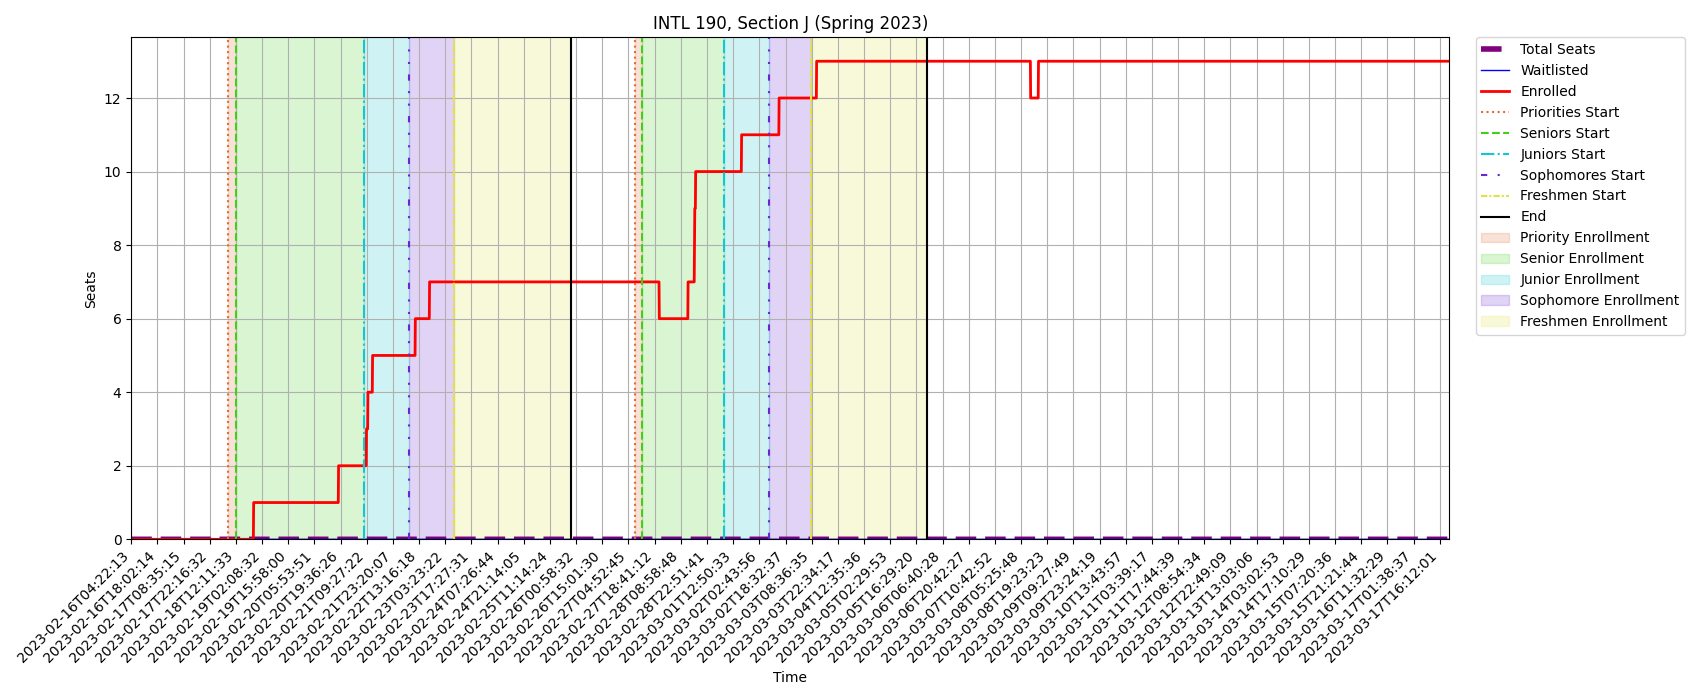 INTL 190, Section J (Spring 2023)
Seats
12
10
8
6
4
2
0
2023-02-16T04:22:13
2023-02-16T18:02:14
2023-02-17T08:35:15
2023-02-17T22:16:32
2023-02-18T12:11:33
2023-02-19T02:08:32
2023-02-19T15:58:00
2023-02-20T05:53:51
2023-02-20T19:36:26
2023-02-21T09:27:22
2023-02-21T23:20:07
2023-02-22T13:16:18
2023-02-23T03:23:22
2023-02-23T17:27:31
2023-02-24T07:26:44
2023-02-24T21:14:05
2023-02-25T11:14:24
2023-02-26T00:58:32
2023-02-26T15:01:30
2023-02-27T04:52:45
2023-02-27T18:41:12
2023-02-28T08:58:48
2023-02-28T22:51:41
2023-03-01T12:50:33
2023-03-02T02:43:56
2023-03-02T18:32:37
2023-03-03T08:36:35
2023-03-03T22:34:17
2023-03-04T12:35:36
2023-03-05T02:29:53
2023-03-05T16:29:20
2023-03-06T06:40:28
2023-03-06T20:42:27
2023-03-07T10:42:52
2023-03-08T05:25:48
2023-03-08T19:23:23
2023-03-09T09:27:49
2023-03-09T23:24:19
2023-03-10T13:43:57
2023-03-11T03:39:17
2023-03-11T17:44:39
2023-03-12T08:54:34
2023-03-12T22:49:09
2023-03-13T13:03:06
2023-03-14T03:02:53
2023-03-14T17:10:29
2023-03-15T07:20:36
2023-03-15T21:21:44
2023-03-16T11:32:29
2023-03-17T01:38:37
2023-03-17T16:12:01
Time
Total Seats
Waitlisted
Enrolled
Priorities Start
Seniors Start
Juniors Start
Sophomores Start
Freshmen Start
End
Priority Enrollment
Senior Enrollment
Junior Enrollment
Sophomore Enrollment
Freshmen Enrollment